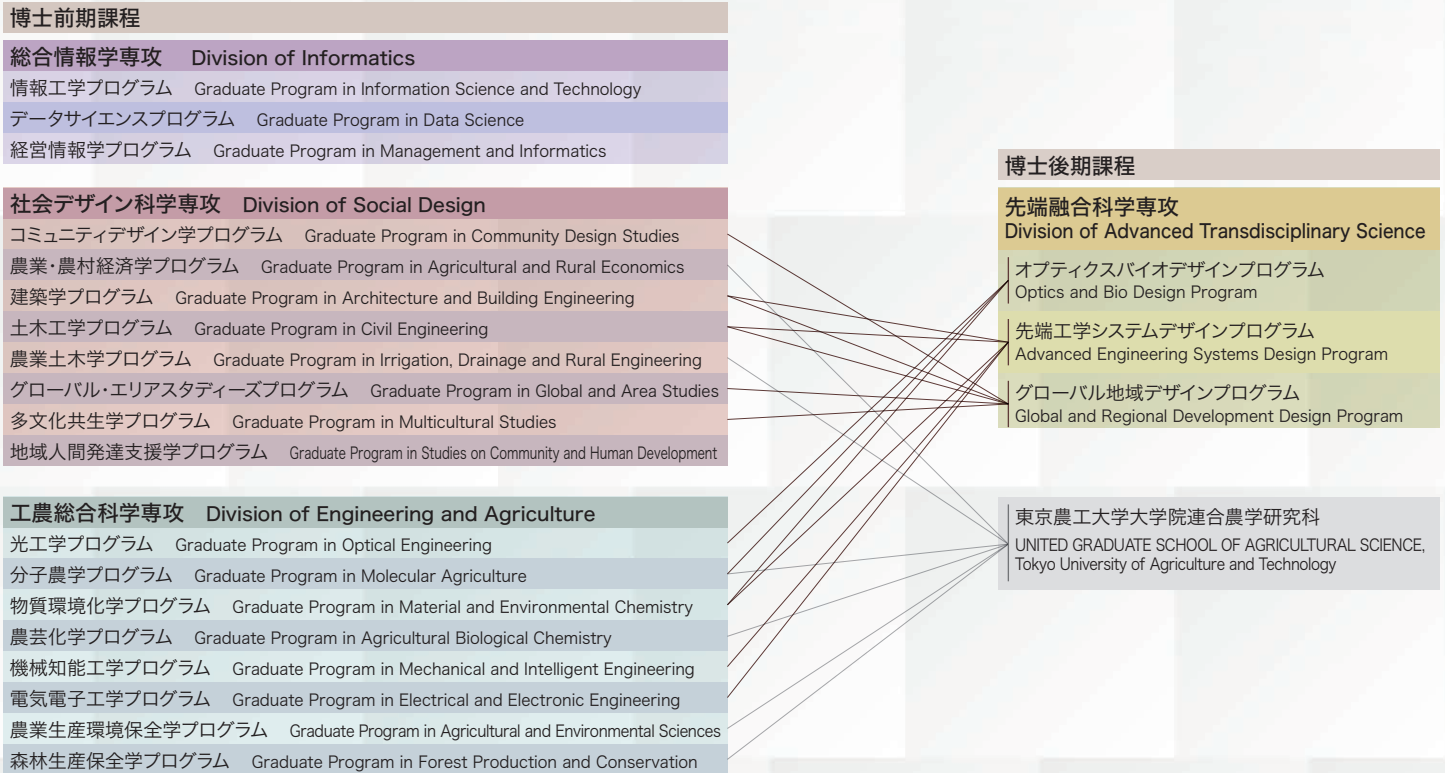 博士前期課程
総合情報学専攻 Division of Informatics
情報工学プログラム Graduate Program in Information Science and Technology
データサイエンスプログラム Graduate Program in Data Science
経営情報学プログラム Graduate Program in Management and Informatics
社会デザイン科学専攻 Division of Social Design
コミュニティデザイン学プログラム Graduate Program in Community Design Studies
農業・農村経済学プログラム Graduate Program in Agricultural and Rural Economics
建築学プログラム Graduate Program in Architecture and Building Engineering
土木工学プログラム Graduate Program in Civil Engineering
農業土木学プログラム Graduate Program in Irrigation, Drainage and Rural Engineering
グローバル・エリアスタディーズプログラム Graduate Program in Global and Area Studies
多文化共生学プログラム Graduate Program in Multicultural Studies
地域人間発達支援学プログラム Graduate Program in Studies on Community and Human Development
工農総合科学専攻 Division of Engineering and Agriculture
光工学プログラム Graduate Program in Optical Engineering
分子農学プログラム Graduate Program in Molecular Agriculture
物質環境化学プログラム Graduate Program in Material and Environmental Chemistry
農芸化学プログラム Graduate Program in Agricultural Biological Chemistry
機械知能工学プログラム Graduate Program in Mechanical and Intelligent Engineering
電気電子工学プログラム Graduate Program in Electrical and Electronic Engineering
農業生産環境保全学プログラム Graduate Program in Agricultural and Environmental Sciences
森林生産保全学プログラム Graduate Program in Forest Production and Conservation
博士後期課程
先端融合科学専攻
Division of Advanced Transdisciplinary Science
オプティクスバイオデザインプログラム
Optics and Bio Design Program
先端工学システムデザインプログラム
Advanced Engineering Systems Design Program
グローバル地域デザインプログラム
Global and Regional Development Design Program
東京農工大学大学院連合農学研究科
UNITED GRADUATE SCHOOL OF AGRICULTURAL SCIENCE,
Tokyo University of Agriculture and Technology